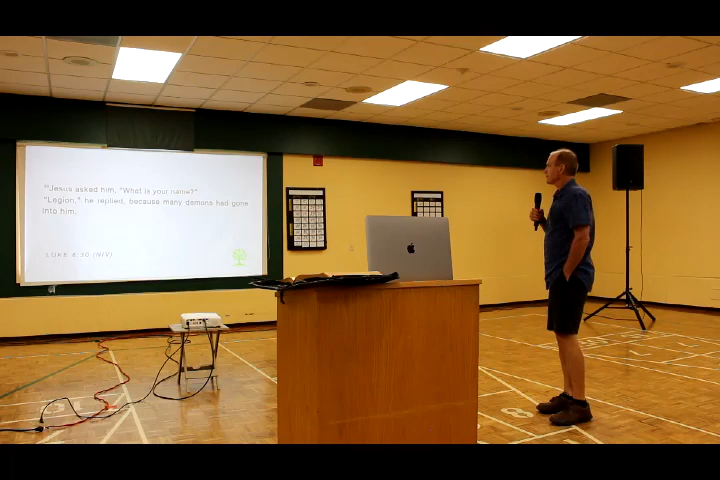 "Jesus asked him, "What is your name?"
"Legion," he replied, because many demons had gone
into him.
LUKE 8:30 (NIV)
8